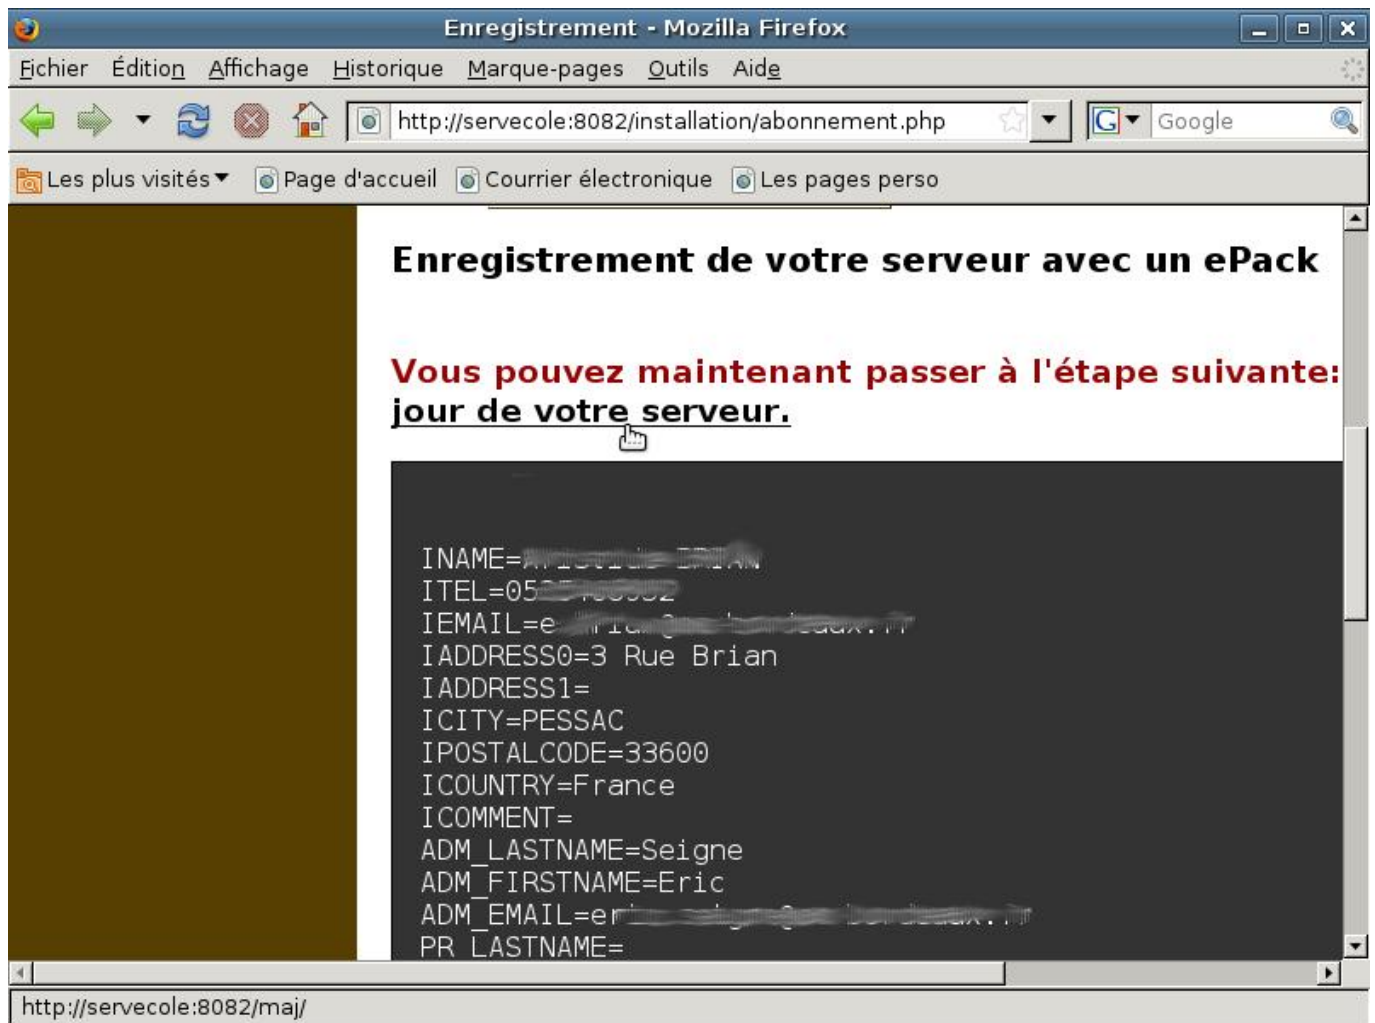 Enregistrement - Mozilla Firefox
Fichier Édition Affichage Historique Marque-pages Outils Aide
http://servecole:8082/installation/abonnement.php G Google
Les plus visités Page d'accueil Courrier électronique Les pages perso
Enregistrement de votre serveur avec un ePack
Vous pouvez maintenant passer à l'étape suivante:
jour de votre serveur.
INAME=
ITEL=05
IEMAIL=e
IADDRESS0=3 Rue Brian
IADDRESS1=
ICITY=PESSAC
IPOSTALCODE=33600
ICOUNTRY=France
ICOMMENT=
ADM_LASTNAME=Seigne
ADM_FIRSTNAME=Eric
ADM_EMAIL=er
PR LASTNAME=
http://servecole:8082/maj/